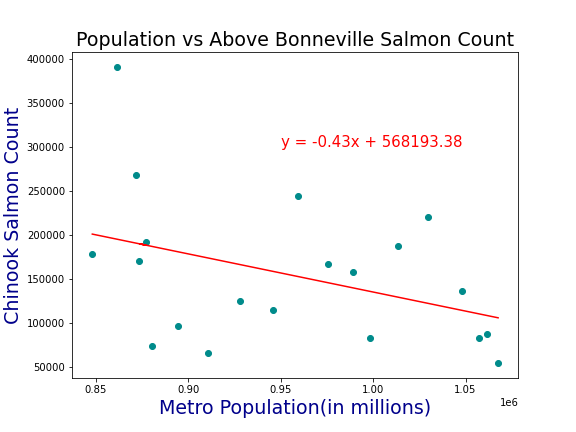 Population vs Above Bonneville Salmon Count
400000
350000
300000
250000
200000
150000
100000
50000
Chinook Salmon Count
y = -0.43x + 568193.38
0.85 0.90 0.95 1.00 1.05
1e6
Metro Population(in millions)